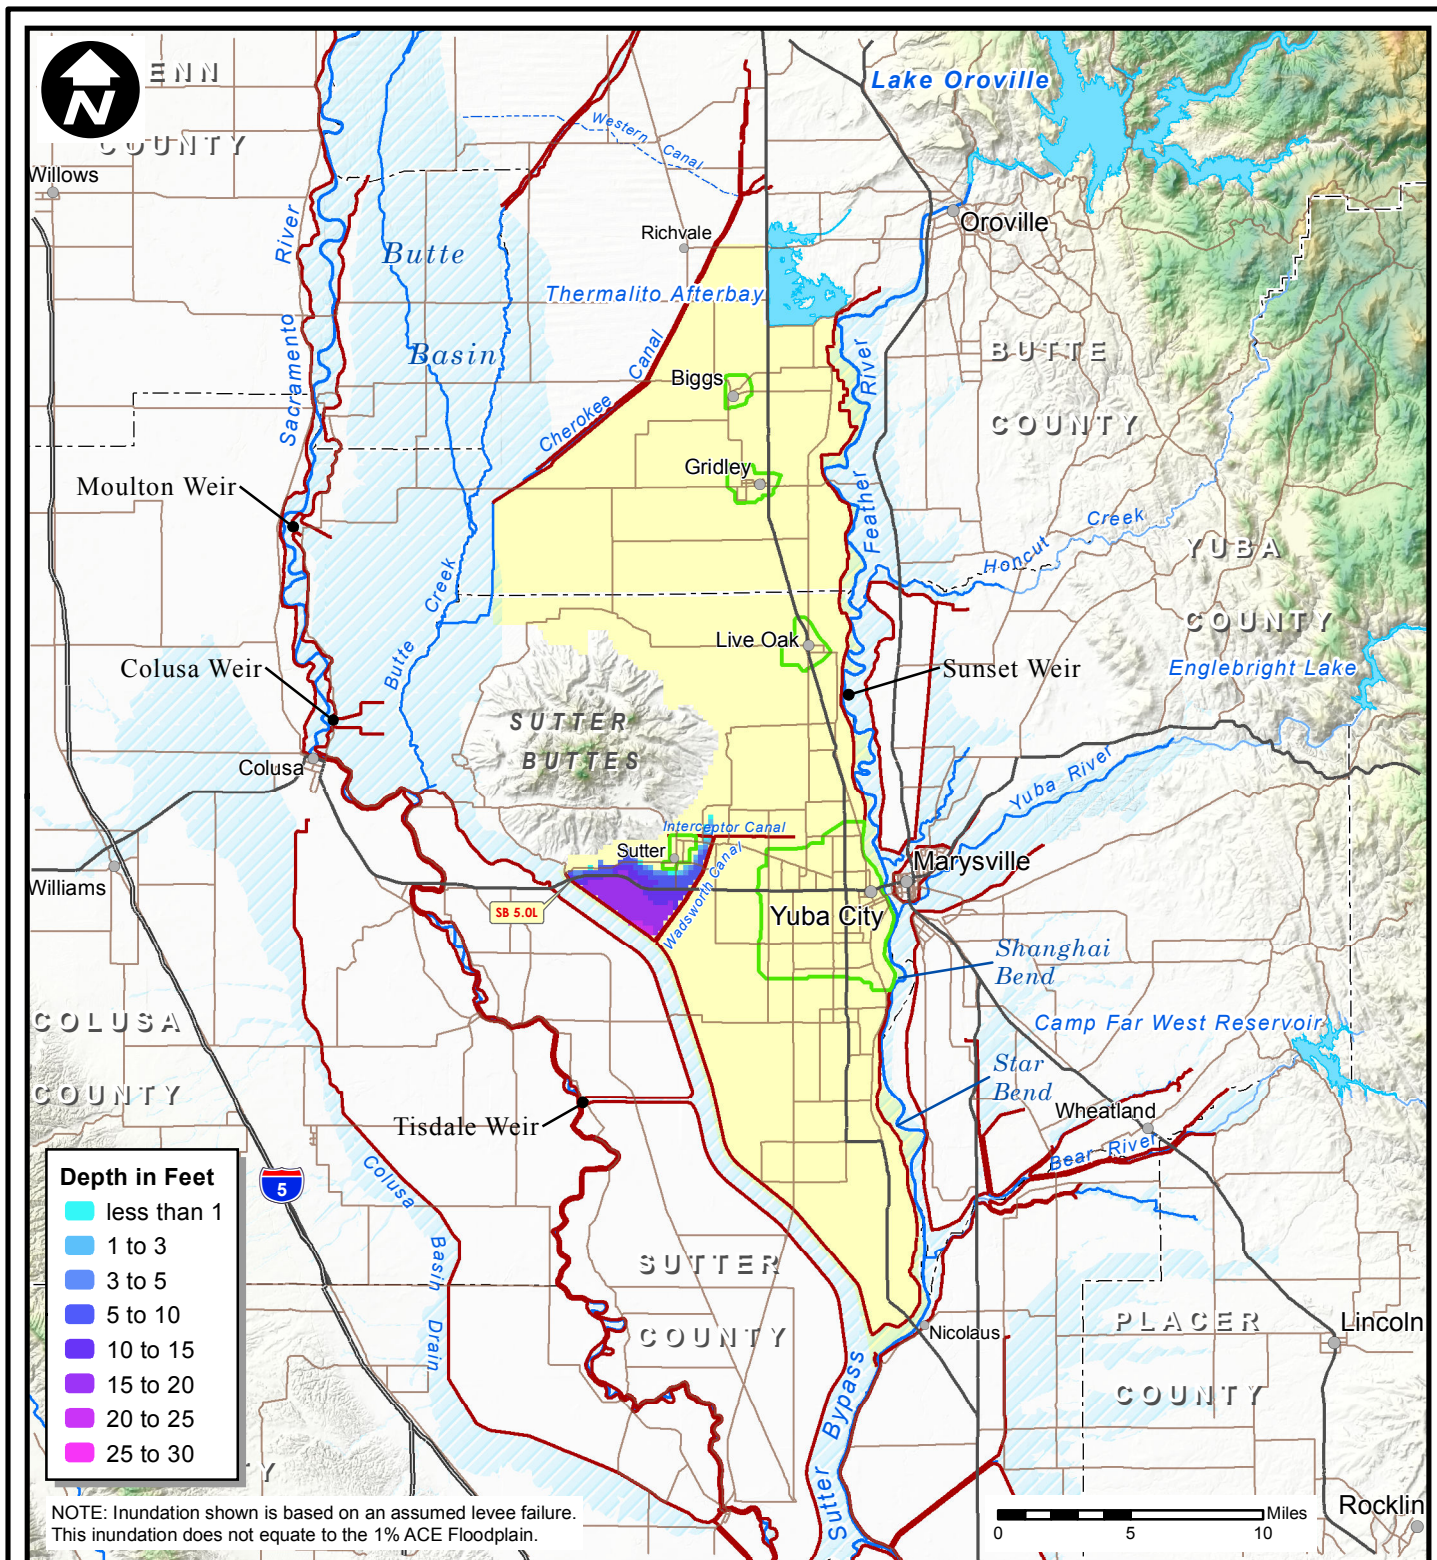 N
ENN
COUNTY
Willows
Lake Oroville
Western
Canal
Richvale
Oroville
Butte
Basin
Sacramento
River
Thermalito Afterbay
Cherokee
Canal
Biggs
Gridley
Feather
River
BUTTE
COUNTY
Moulton Weir
Honcut
Creek
YUBA
COUNTY
Butte
Creek
Live Oak
Colusa Weir
Sunset Weir
Englebright Lake
SUTTER
BUTTES
Colusa
Yuba River
Interceptor Canal
Sutter
Wadsworth Canal
Marysville
Williams
SB 5.0L
Yuba City
Shanghai
Bend
COLUSA
COUNTY
Camp Far West Reservoir
Star
Bend
Tisdale Weir
Wheatland
Bear River
Depth in Feet
less than 1
1 to 3
3 to 5
5 to 10
10 to 15
15 to 20
20 to 25
25 to 30
5
Colusa
Basin
Drain
SUTTER
COUNTY
Nicolaus
PLACER
COUNTY
Lincoln
Sutter
Bypass
Y
Rocklin
NOTE: Inundation shown is based on an assumed levee failure.
This inundation does not equate to the 1% ACE Floodplain.
Miles
0 5 10